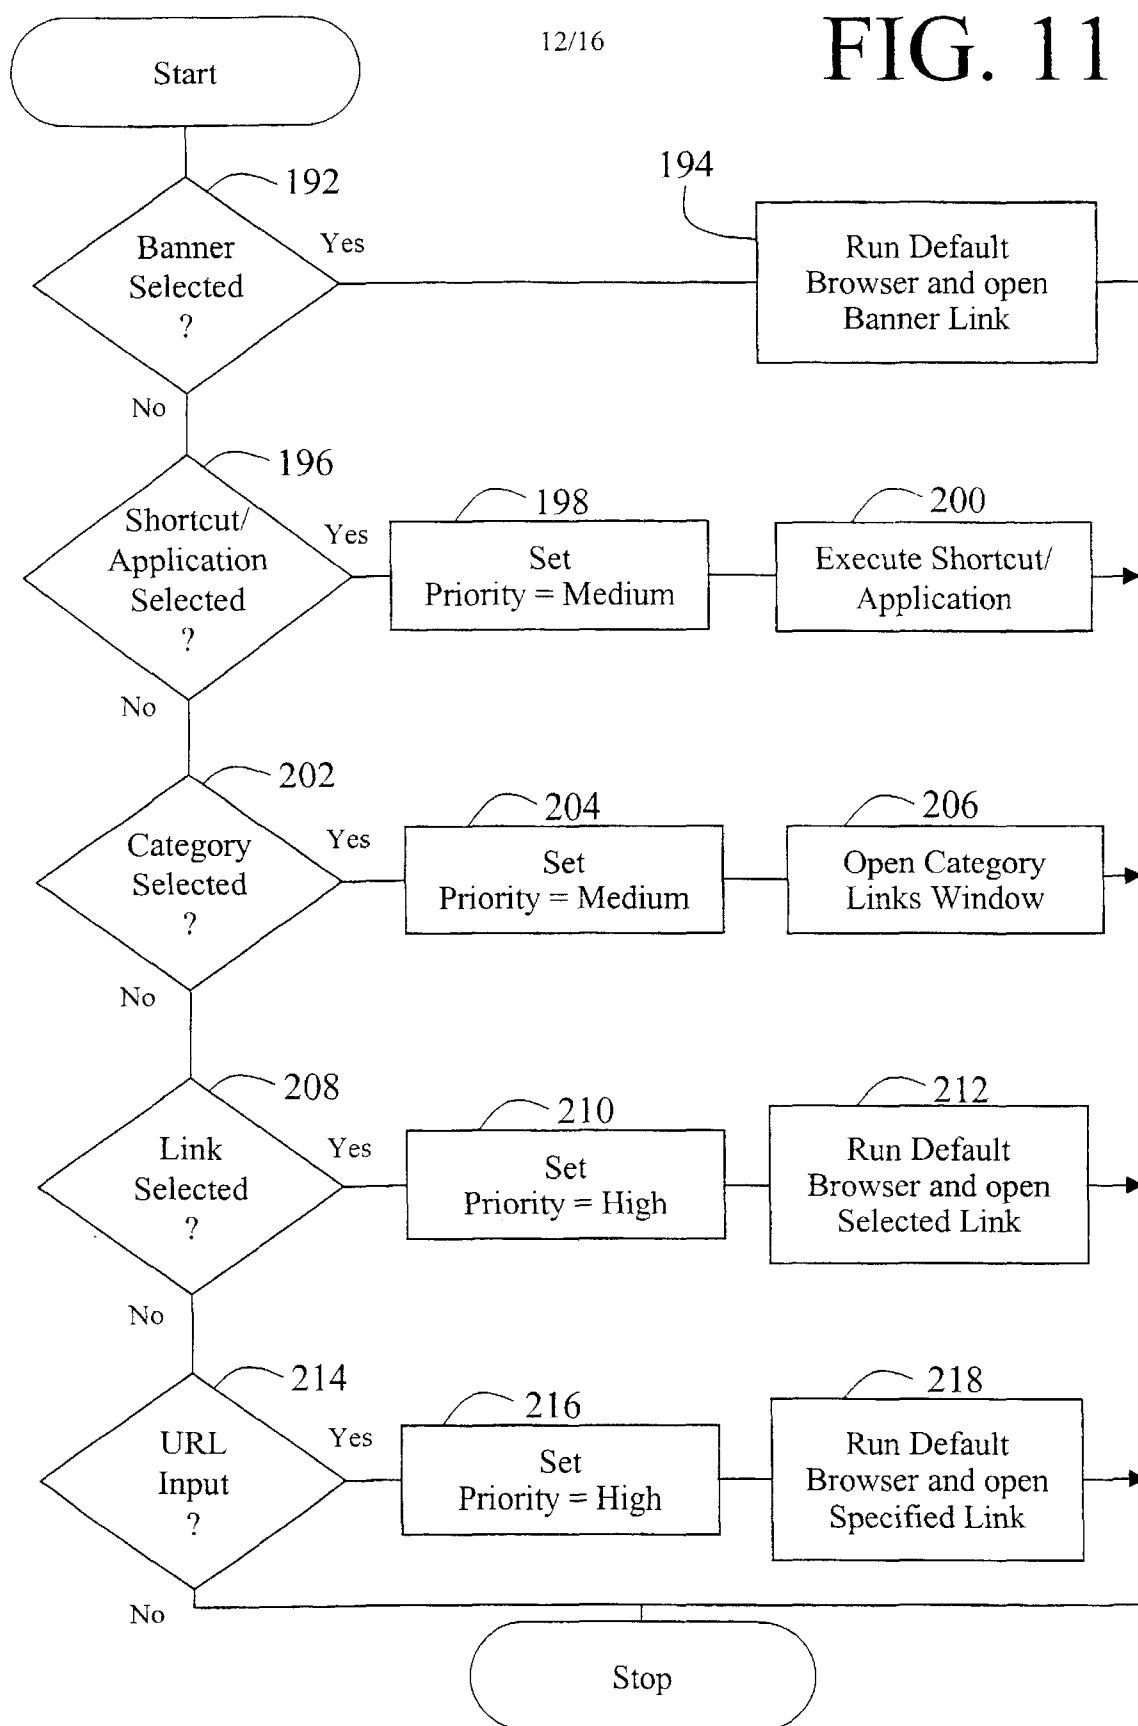 12/16
FIG. 11
Start
192
194
Banner
Selected
?
Yes
Run Default
Browser and open
Banner Link
No
196
198
200
Shortcut/
Application
Selected
?
Yes
Set
Priority = Medium
Execute Shortcut/
Application
No
202
204
206
Category
Selected
?
Yes
Set
Priority = Medium
Open Category
Links Window
No
208
210
212
Link
Selected
?
Yes
Set
Priority = High
Run Default
Browser and open
Selected Link
No
214
216
218
URL
Input
?
Yes
Set
Priority = High
Run Default
Browser and open
Specified Link
No
Stop